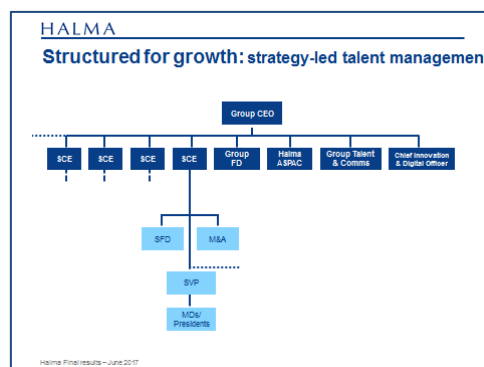 HALMA
Structured for growth: strategy-led talent management
Group CEO
SCE
SCE
SCE
SCE
Group
FD
Halma
ASPAC
Group Talent
& Comms
Chief Innovation
& Digital Officer
SFD
M&A
SVP
MDs/
Presidents
Halma Final results – June 2017